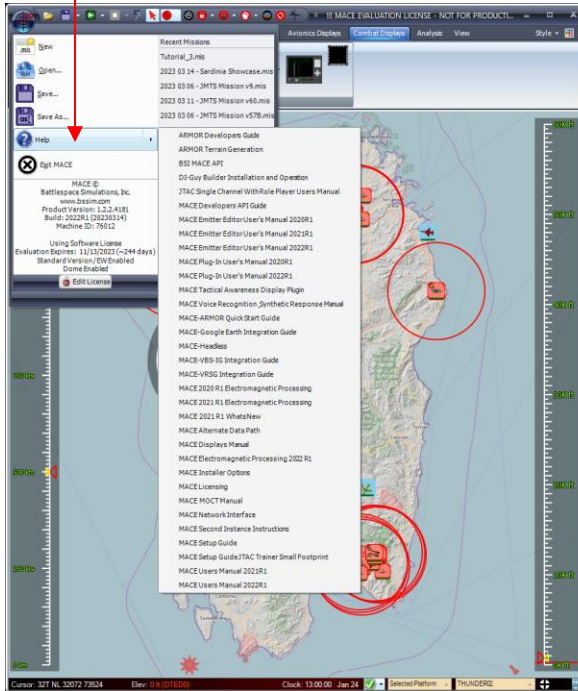 !!! MACE EVALUATION LICENSE - NOT FOR PRODUCTI...
Avionics Displays Combat Displays Analysis View Style
New
Open...
Save...
Save As...
Help
Exit MACE
MACE ©
Battlespace Simulations, Inc.
www.bssim.com
Product Version: 1.2.2.4181
Build: 2022R1 (20230314)
Machine ID: 76012
Using Software License
Evaluation Expires: 11/13/2023 (~244 days)
Standard Version / EW Enabled
Dome Enabled
Edit License
Recent Missions
Tutorial_3.mis
2023 03 14 - Sardinia Showcase.mis
2023 03 06 - JMTS Mission v9.mis
2023 03 11 - JMTS Mission v60.mis
2023 03 06 - JMTS Mission v57B.mis
ARMOR Developers Guide
ARMOR Terrain Generation
BSI MACE API
DI-Guy Builder Installation and Operation
JTAC Single Channel With Role Player Users Manual
MACE Developers API Guide
MACE Emitter Editor User's Manual 2020R1
MACE Emitter Editor User's Manual 2021R1
MACE Emitter Editor User's Manual 2022R1
MACE Plug-In User's Manual 2020R1
MACE Plug-In User's Manual 2022R1
MACE Tactical Awareness Display Plugin
MACE Voice Recognition_Synthetic Response Manual
MACE-ARMOR Quick Start Guide
MACE-Google Earth Integration Guide
MACE-Headless
MACE-VBS-IG Integration Guide
MACE-VRSG Integration Guide
MACE 2020 R1 Electromagnetic Processing
MACE 2021 R1 Electromagnetic Processing
MACE 2021 R1 WhatsNew
MACE Alternate Data Path
MACE Displays Manual
MACE Electromagnetic Processing 2022 R1
MACE Installer Options
MACE Licensing
MACE MOCT Manual
MACE Network Interface
MACE Second Instance Instructions
MACE Setup Guide
MACE Setup Guide JTAC Trainer Small Footprint
MACE Users Manual 2021R1
MACE Users Manual 2022R1
Cursor: 32T NL 32072 73524 Elev: 0 ft (DTED0) Clock: 13:00:00 Jan 24 Selected Platform THUNDER02